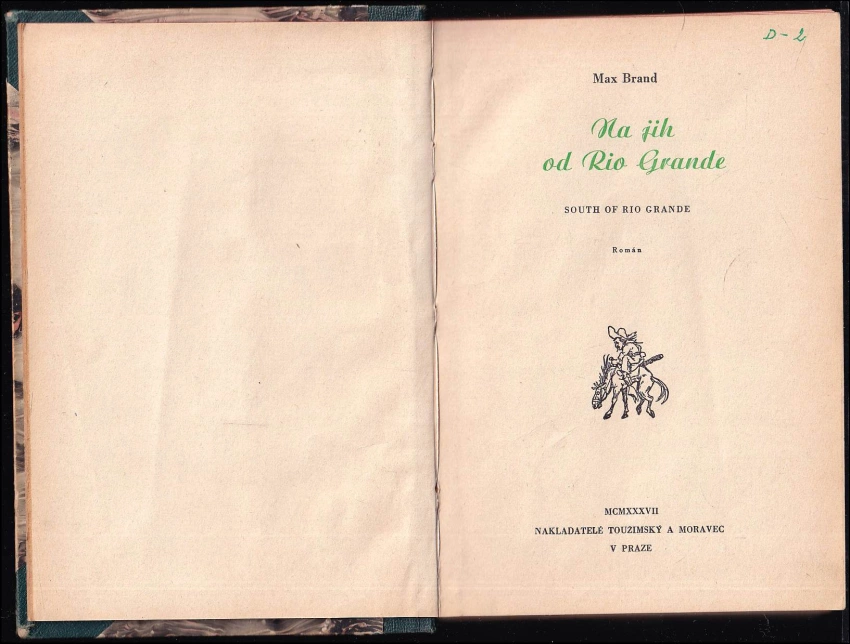 D-2
Max Brand
Na jih
od Rio Grande
SOUTH OF RIO GRANDE
Román
MCMXXXVII
NAKLADATELÉ TOUŽIMSKÝ A MORAVEC
V PRAZE